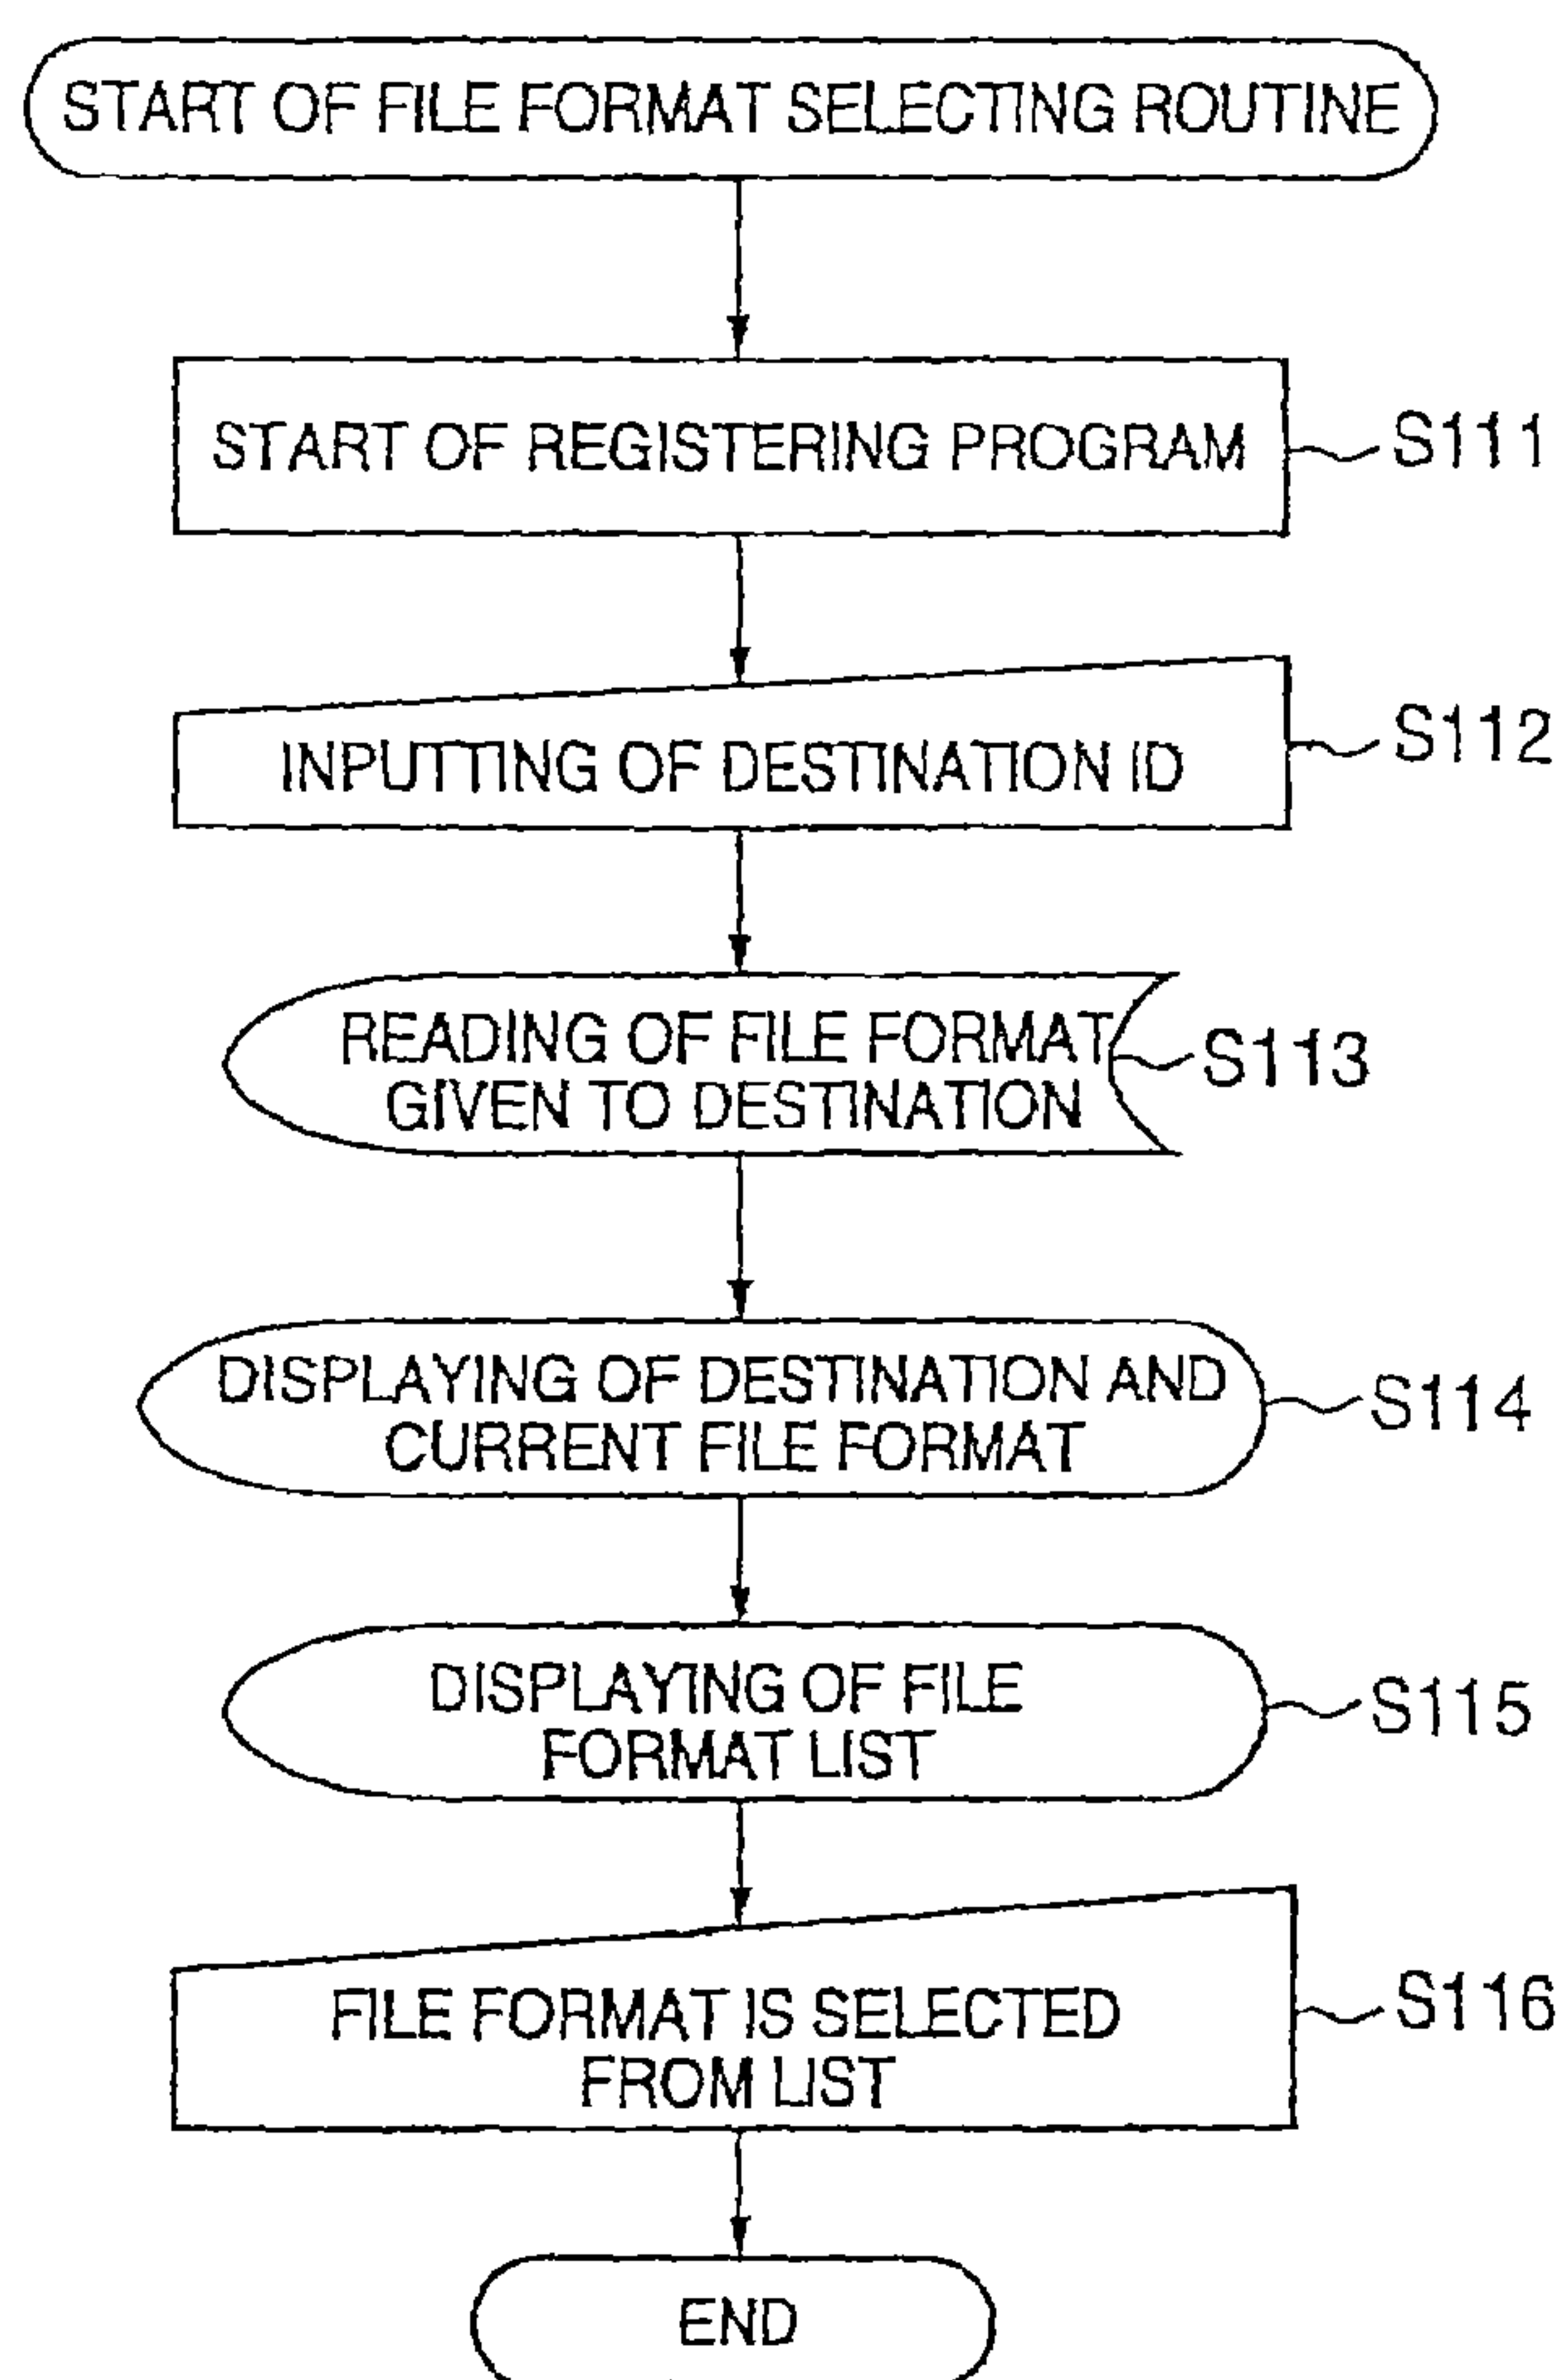 START OF FILE FORMAT SELECTING ROUTINE
START OF REGISTERING PROGRAM
S111
INPUTTING OF DESTINATION ID
S112
READING OF FILE FORMAT
GIVEN TO DESTINATION
S113
DISPLAYING OF DESTINATION AND
CURRENT FILE FORMAT
S114
DISPLAYING OF FILE
FORMAT LIST
S115
FILE FORMAT IS SELECTED
FROM LIST
S116
END